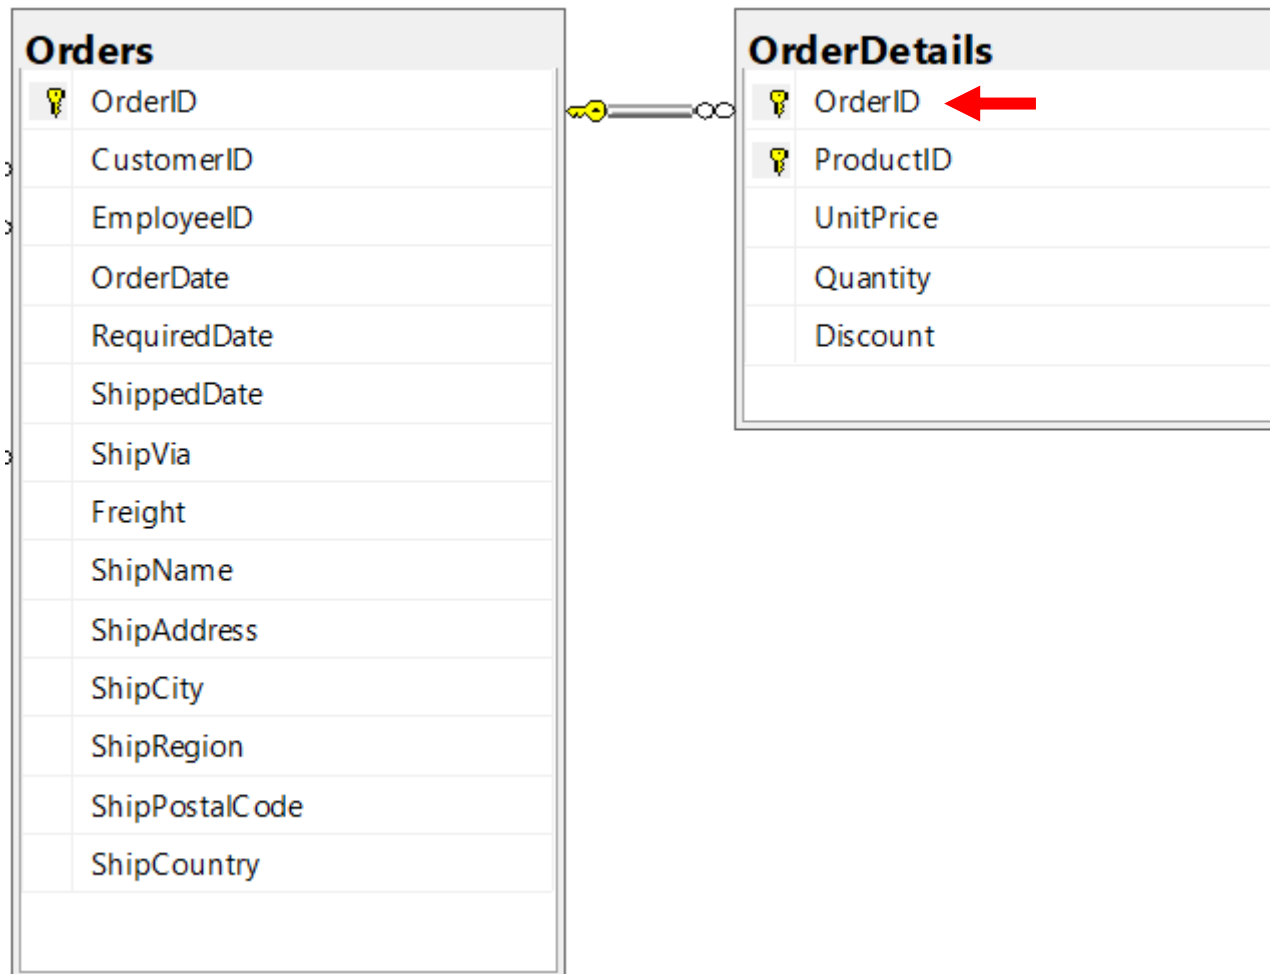 Orders
OrderID
CustomerID
EmployeeID
OrderDate
RequiredDate
ShippedDate
ShipVia
Freight
ShipName
ShipAddress
ShipCity
ShipRegion
ShipPostalCode
ShipCountry
OrderDetails
OrderID
ProductID
UnitPrice
Quantity
Discount